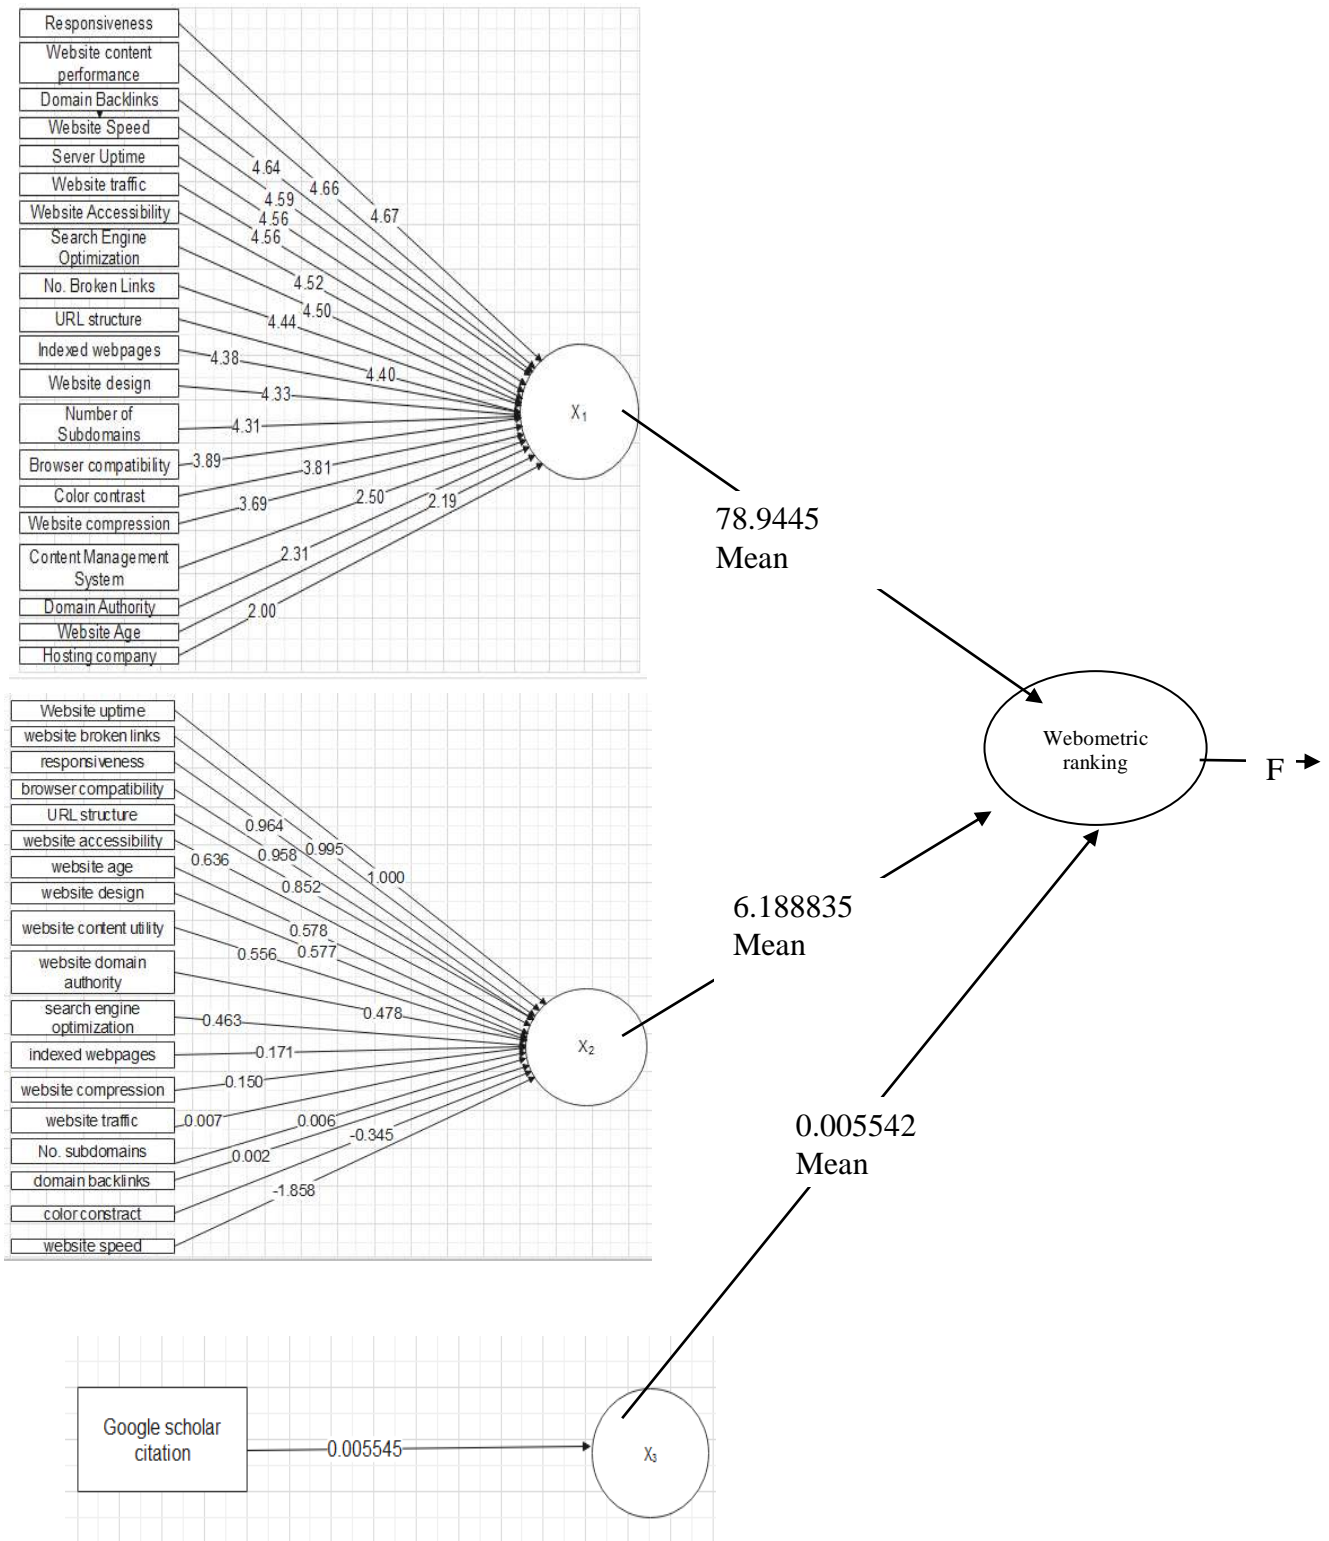 Responsiveness
Website content
performance
Domain Backlinks
Website Speed
Server Uptime
Website traffic
Website Accessibility
Search Engine
Optimization
No. Broken Links
URL structure
Indexed webpages
Website design
Number of
Subdomains
Browser compatibility
Color contrast
Website compression
Content Management
System
Domain Authority
Website Age
Hosting company
4.64
4.66
4.67
4.59
4.56
4.56
4.52
4.50
4.44
4.40
4.38
4.33
4.31
3.89
3.81
3.69
2.50
2.19
2.31
2.00
X1
78.9445
Mean
Webometric
ranking
F
Website uptime
website broken links
responsiveness
browser compatibility
URL structure
website accessibility
website age
website design
website content utility
website domain
authority
search engine
optimization
indexed webpages
website compression
website traffic
No. subdomains
domain backlinks
color constract
website speed
0.964
0.995
1.000
0.958
0.636
0.852
0.578
0.577
0.556
0.478
0.463
0.171
0.150
0.007
0.006
-0.345
0.002
-1.858
X2
6.188835
Mean
0.005542
Mean
Google scholar
citation
0.005545
X3